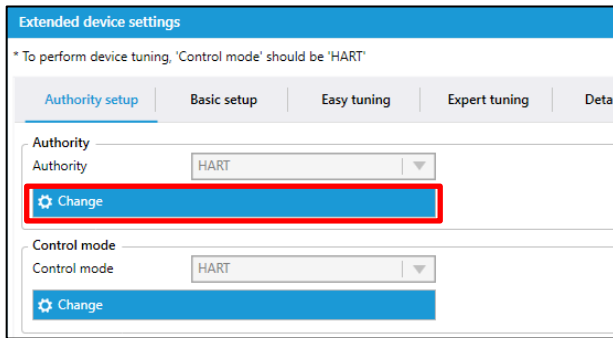 Extended device settings
* To perform device tuning, 'Control mode' should be 'HART'
Authority setup Basic setup Easy tuning Expert tuning Deta
Authority
Authority HART
Change
Control mode
Control mode HART
Change